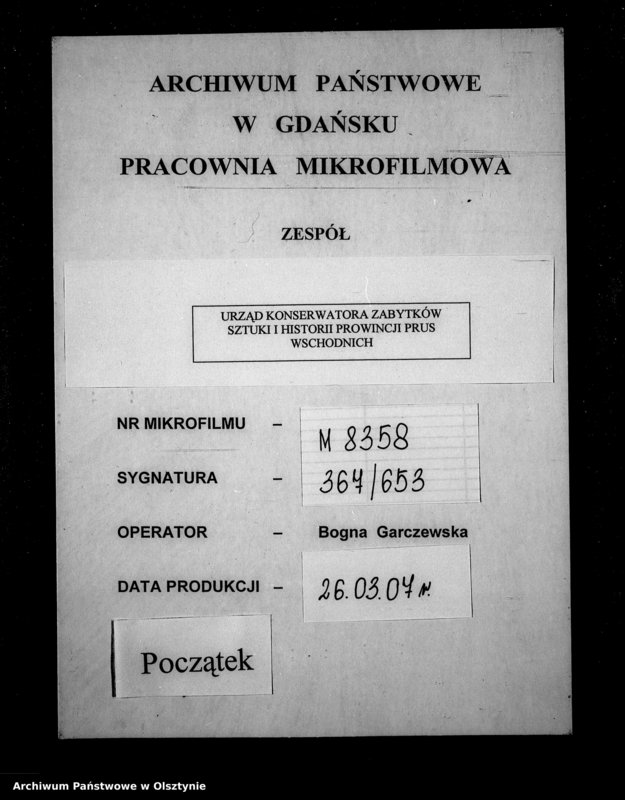 ARCHIWUM PAŃSTWOWE
W GDAŃSKU
PRACOWNIA MIKROFILMOWA
ZESPÓŁ
URZĄD KONSERWATORA ZABYTKÓW
SZTUKI I HISTORII PROWINCJI PRUS
WSCHODNICH
NR MIKROFILMU – M 8358
SYGNATURA – 367/653
OPERATOR – Bogna Garczewska
DATA PRODUKCJI – 26.03.07 r.
Początek
Archiwum Państwowe w Olsztynie